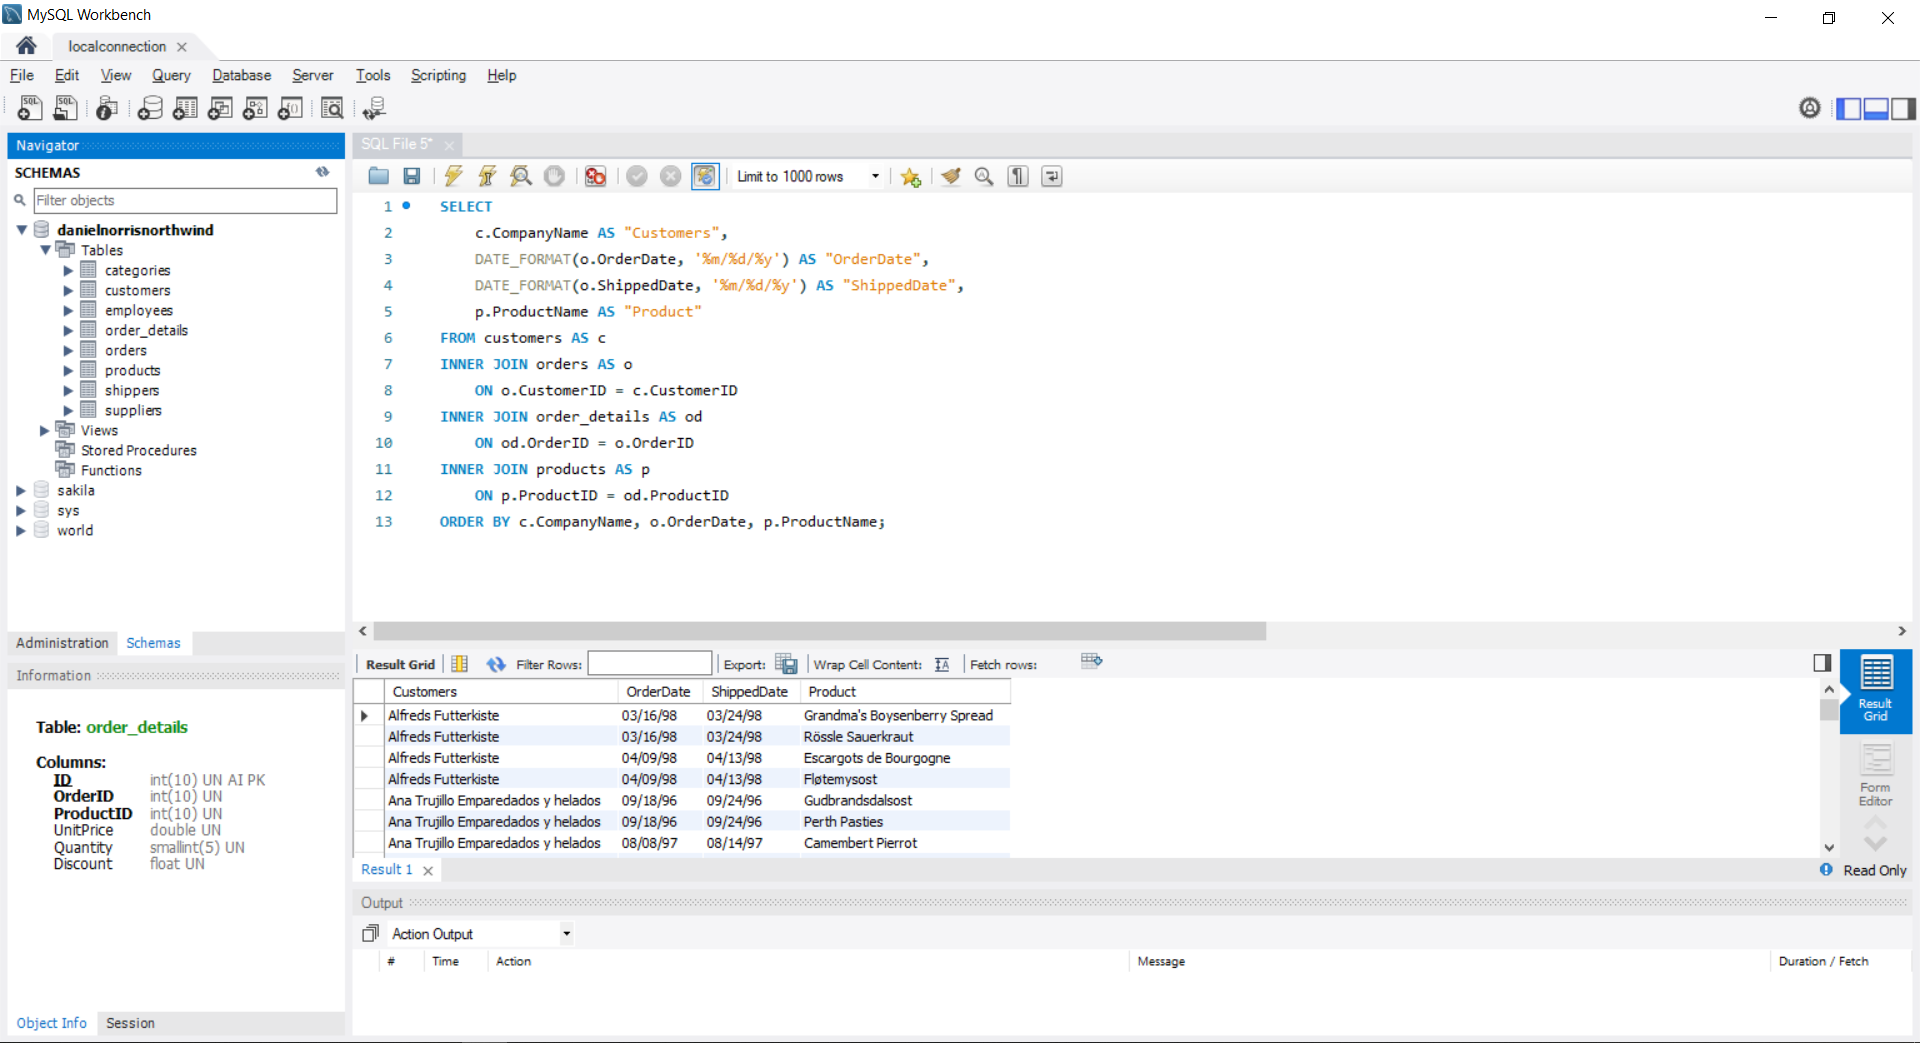 MySQL Workbench
localconnection
File Edit View Query Database Server Tools Scripting Help
Navigator
SCHEMAS
Filter objects
danielnorrisnorthwind
Tables
categories
customers
employees
order_details
orders
products
shippers
suppliers
Views
Stored Procedures
Functions
sakila
sys
world
Administration Schemas
Information
Table: order_details
Columns:
ID int(10) UN AI PK
OrderID int(10) UN
ProductID int(10) UN
UnitPrice double UN
Quantity smallint(5) UN
Discount float UN
Object Info Session
SQL File 5*
Limit to 1000 rows
1 SELECT
2 c.CompanyName AS "Customers",
3 DATE_FORMAT(o.OrderDate, '%m/%d/%y') AS "OrderDate",
4 DATE_FORMAT(o.ShippedDate, '%m/%d/%y') AS "ShippedDate",
5 p.ProductName AS "Product"
6 FROM customers AS c
7 INNER JOIN orders AS o
8 ON o.CustomerID = c.CustomerID
9 INNER JOIN order_details AS od
10 ON od.OrderID = o.OrderID
11 INNER JOIN products AS p
12 ON p.ProductID = od.ProductID
13 ORDER BY c.CompanyName, o.OrderDate, p.ProductName;
Result Grid Filter Rows: Export: Wrap Cell Content: Fetch rows:
Customers OrderDate ShippedDate Product
Alfreds Futterkiste 03/16/98 03/24/98 Grandma's Boysenberry Spread
Alfreds Futterkiste 03/16/98 03/24/98 Rössle Sauerkraut
Alfreds Futterkiste 04/09/98 04/13/98 Escargots de Bourgogne
Alfreds Futterkiste 04/09/98 04/13/98 Fløtemysost
Ana Trujillo Emparedados y helados 09/18/96 09/24/96 Gudbrandsdalsost
Ana Trujillo Emparedados y helados 09/18/96 09/24/96 Perth Pasties
Ana Trujillo Emparedados y helados 08/08/97 08/14/97 Camembert Pierrot
Result
Grid
Form
Editor
Result 1
Read Only
Output
Action Output
# Time Action Message Duration / Fetch